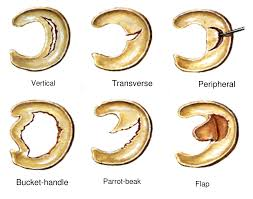 Vertical
Transverse
Peripheral
Bucket-handle
Parrot-beak
Flap